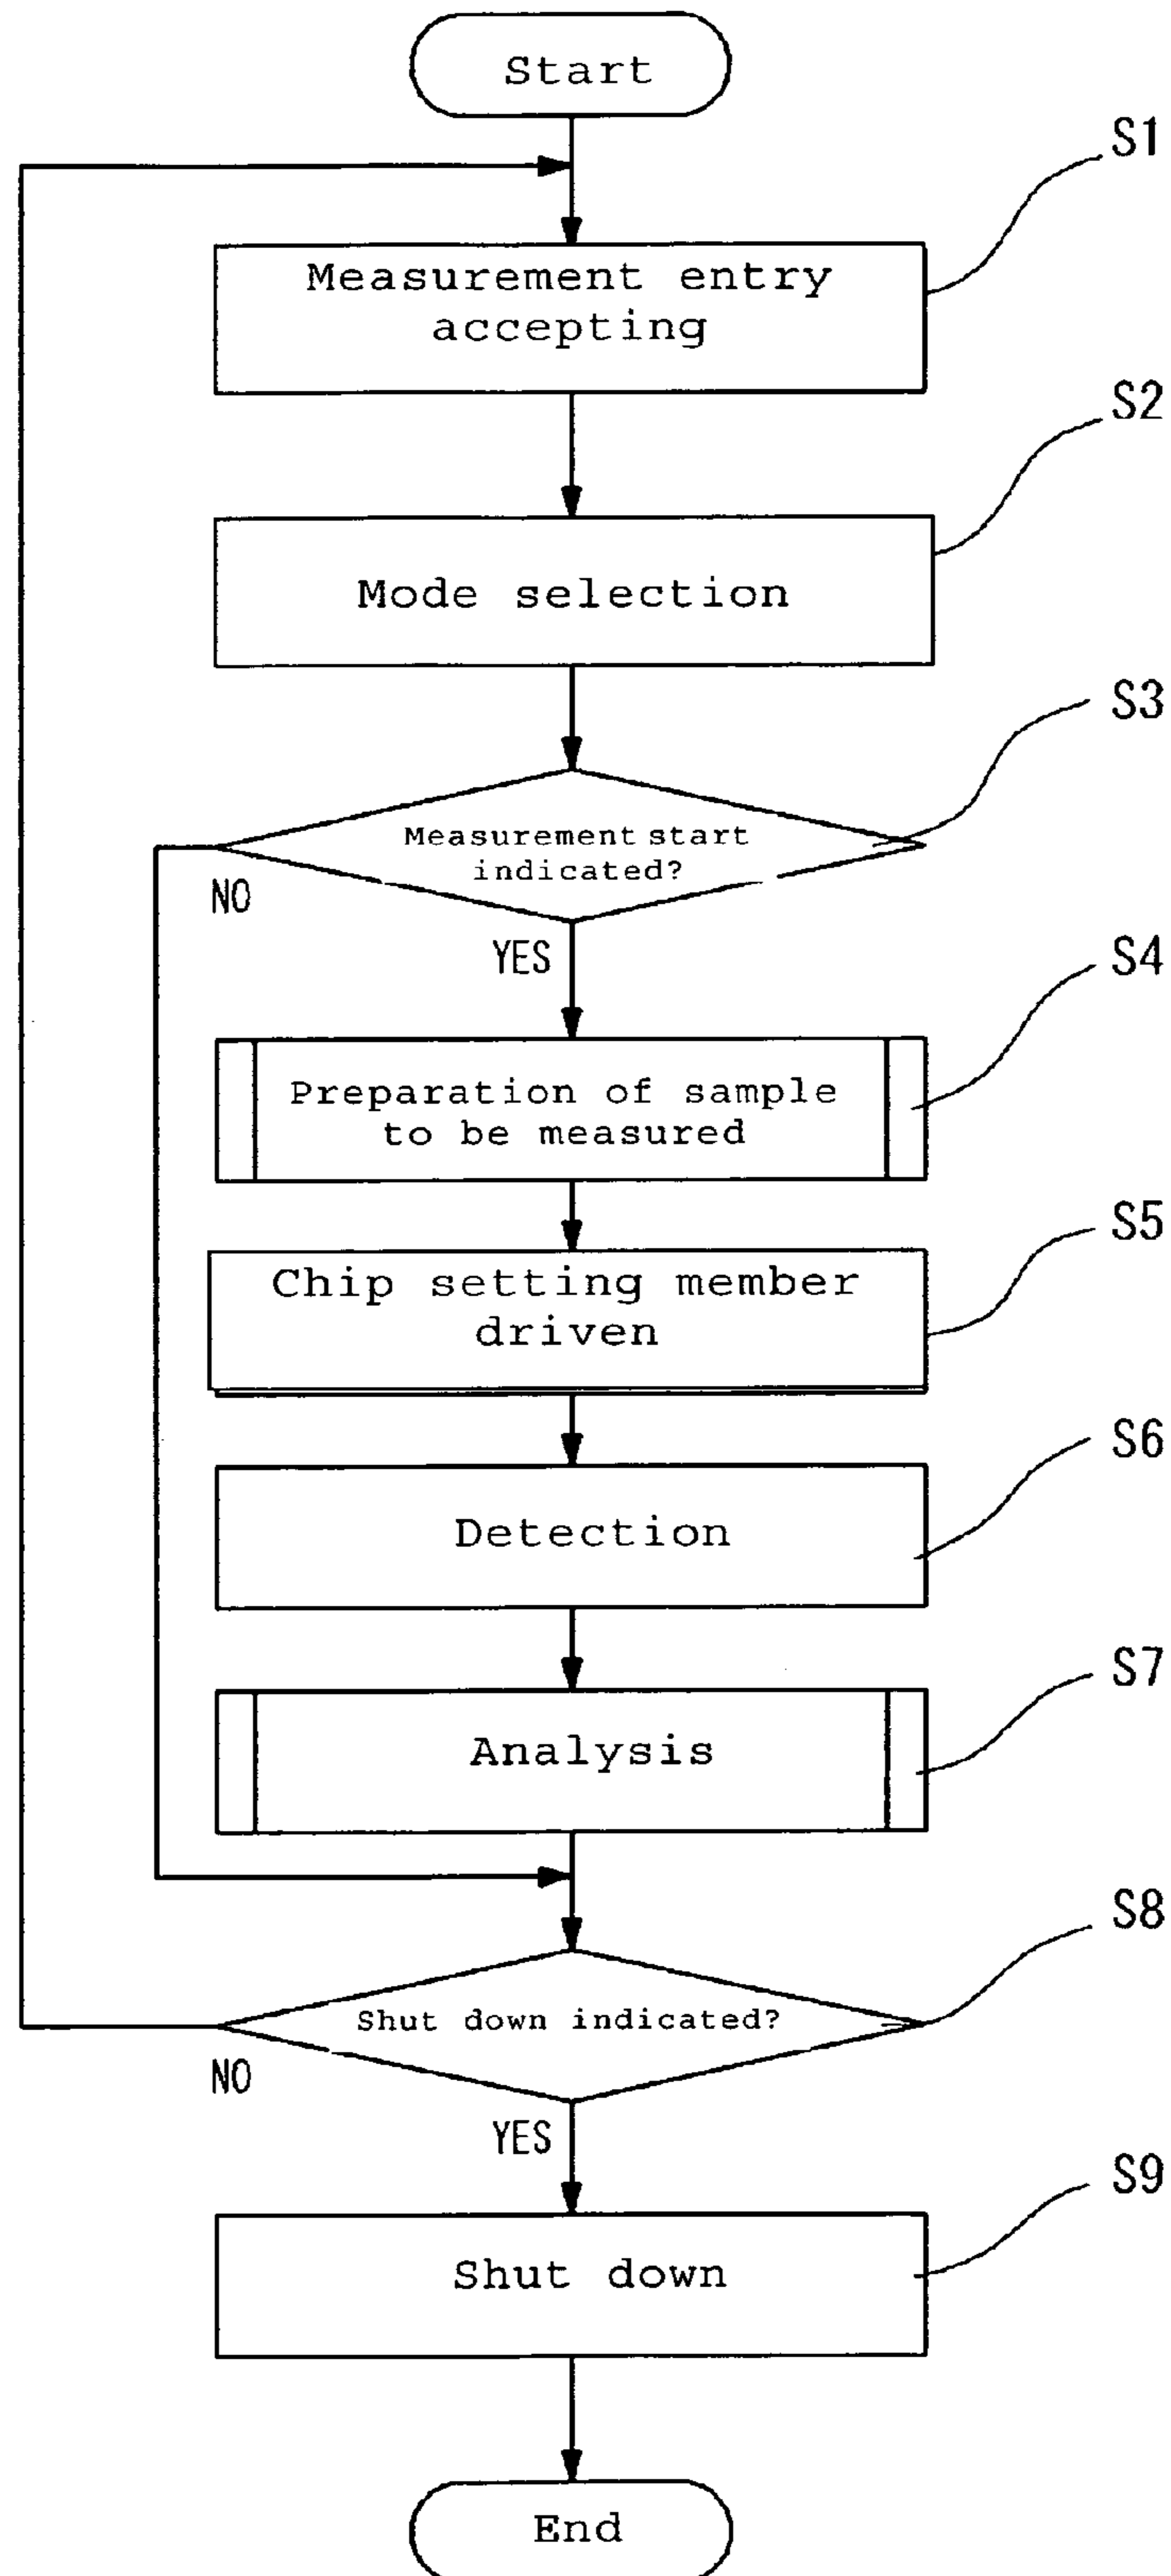 Start
S1
Measurement entry
accepting
S2
Mode selection
S3
Measurement start
indicated?
NO
YES
S4
Preparation of sample
to be measured
S5
Chip setting member
driven
S6
Detection
S7
Analysis
S8
Shut down indicated?
NO
YES
S9
Shut down
End